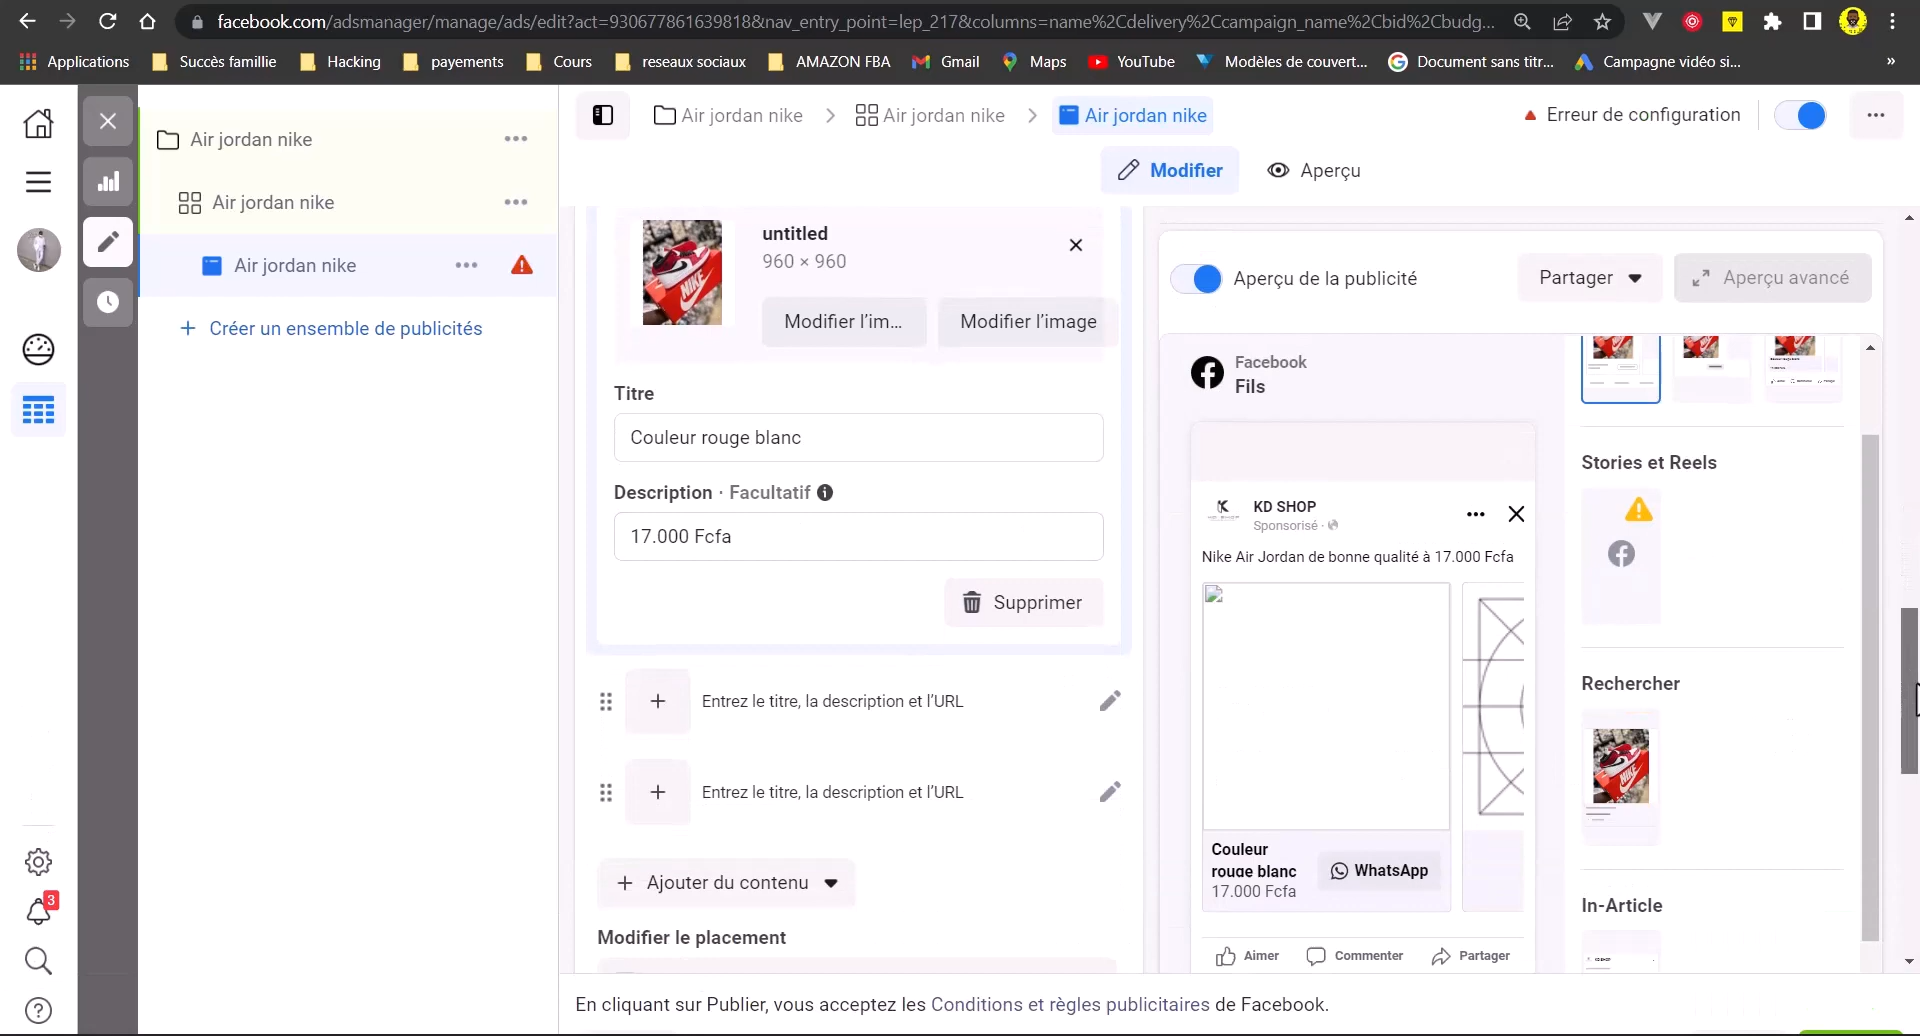 facebook.com/adsmanager/manage/ads/edit?act=930677861639818&nav_entry_point=lep_217&columns=name%2Cdelivery%2Ccampaign_name%2Cbid%2Cbudg...
Applications
Succès famillie
Hacking
payements
Cours
reseaux sociaux
AMAZON FBA
Gmail
Maps
YouTube
Modèles de couvert...
Document sans titr...
Campagne vidéo si...
»
Air jordan nike
Air jordan nike
Air jordan nike
Créer un ensemble de publicités
3
Air jordan nike
Air jordan nike
Air jordan nike
Erreur de configuration
Modifier
Aperçu
untitled
960 × 960
Modifier l’im...
Modifier l’image
Titre
Couleur rouge blanc
Description · Facultatif
17.000 Fcfa
Supprimer
Entrez le titre, la description et l’URL
Entrez le titre, la description et l’URL
Ajouter du contenu
Modifier le placement
Aperçu de la publicité
Partager
Aperçu avancé
Facebook
Fils
KD SHOP
Sponsorisé ·
Nike Air Jordan de bonne qualité à 17.000 Fcfa
Couleur
rouge blanc
17.000 Fcfa
WhatsApp
Aimer
Commenter
Partager
Stories et Reels
Rechercher
NIKE
In-Article
En cliquant sur Publier, vous acceptez les Conditions et règles publicitaires de Facebook.